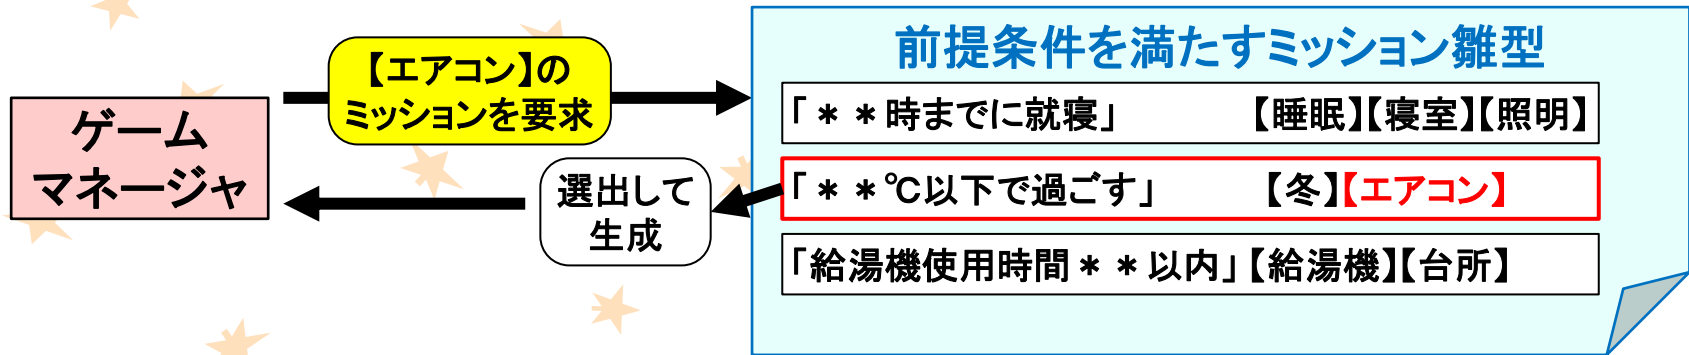 前提条件を満たすミッション雛型
【エアコン】の
ミッションを要求
ゲーム
マネージャ
「＊＊時までに就寝」 【睡眠】【寝室】【照明】
選出して
生成
「＊＊℃以下で過ごす」 【冬】【エアコン】
「給湯機使用時間＊＊以内」【給湯機】【台所】